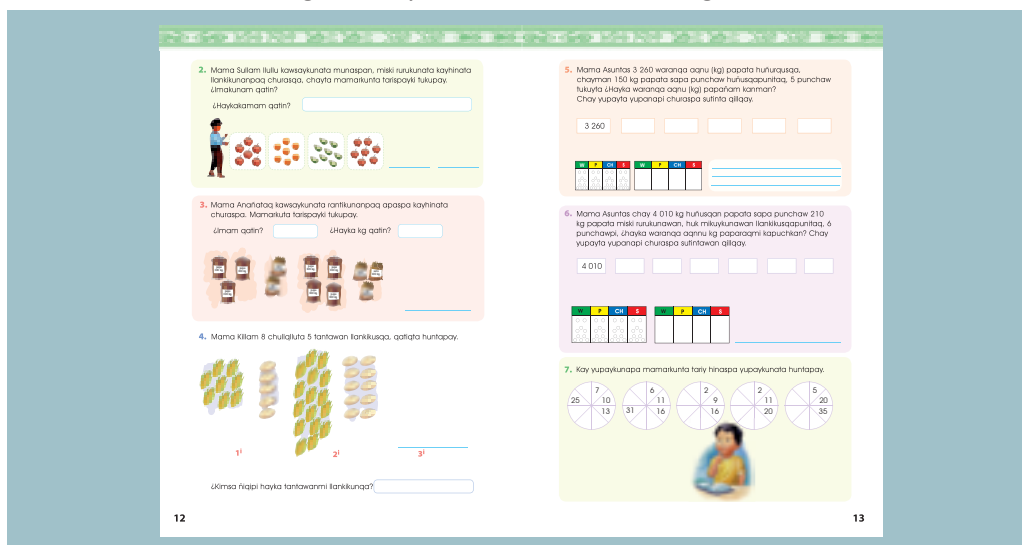 2. Mama Sullam llullu kawsaykunata munaspan, miski rurukunata kayhinata
llankikunanpaq churasqa, chayta mamarkunta tarispayki tukupay.
¿Imakunam qatin?
¿Haykakamam qatin?
3. Mama Anañataq kawsaykunata rantikunanpaq apaspa kayhinata
churaspa. Mamarkuta tarispayki tukupay.
¿Imam qatin?
¿Hayka kg qatin?
4. Mama Killam 8 chulluqlluta 5 tantawan llankikusqa, qatiqta huntapay.
1ⁱ
2ⁱ
3ⁱ
¿Kimsa ñiqipi hayka tantawanmi llankikunqa?
12
5. Mama Asuntas 3 260 waranqa aqnu (kg) papata huñurqusqa,
chayman 150 kg papata sapa punchaw huñusqapunitaq, 5 punchaw
tukuyta ¿Hayka waranqa aqnu (kg) papañam kanman?
Chay yupayta yupanapi churaspa sutinta qillqay.
3 260
W P CH S W P CH S
6. Mama Asuntas chay 4 010 kg huñusqan papata sapa punchaw 210
kg papata miski rurukunawan, huk mikuykunawan llankikusqapunitaq, 6
punchawpi, ¿hayka waranqa aqnnu kg paparaqmi kapuchkan? Chay
yupayta yupanapi churaspa sutintawan qillqay.
4 010
W P CH S W P CH S
7. Kay yupaykunapa mamarkunta tariy hinaspa yupaykunata huntapay.
25 7 10 13
31 6 11 16
2 9 16
2 11 20
5 20 35
13